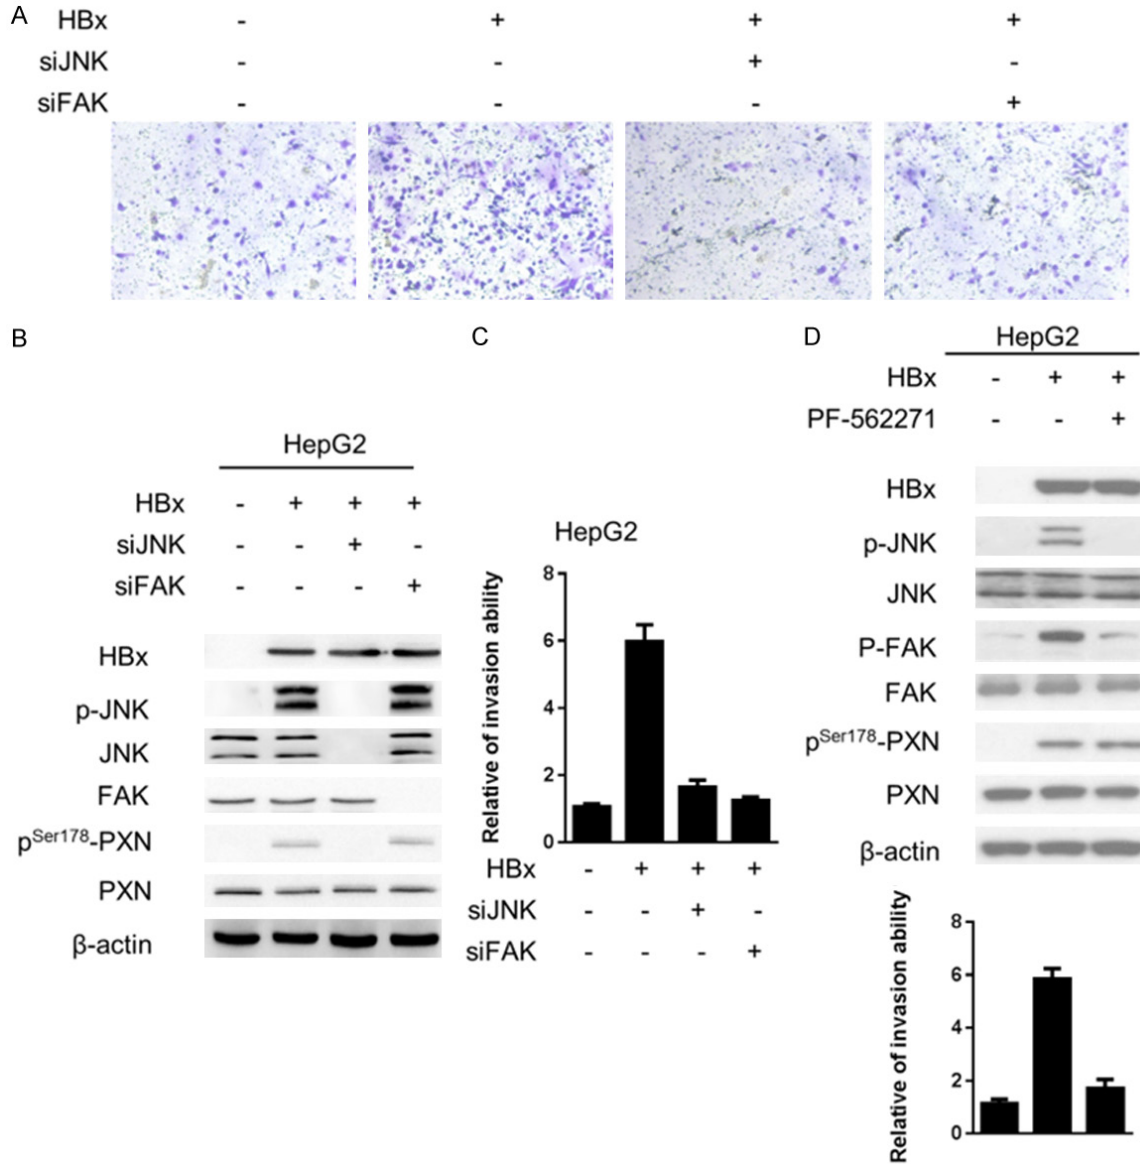 A
HBx - + + +
siJNK - - + -
siFAK - - - +
B
HepG2
HBx - + + +
siJNK - - + -
siFAK - - - +
HBx
p-JNK
JNK
FAK
pSer178-PXN
PXN
β-actin
C
HepG2
Relative of invasion ability
8
6
4
2
0
HBx - + + +
siJNK - - + -
siFAK - - - +
D
HepG2
HBx - + +
PF-562271 - - +
HBx
p-JNK
JNK
P-FAK
FAK
pSer178-PXN
PXN
β-actin
Relative of invasion ability
8
6
4
2
0